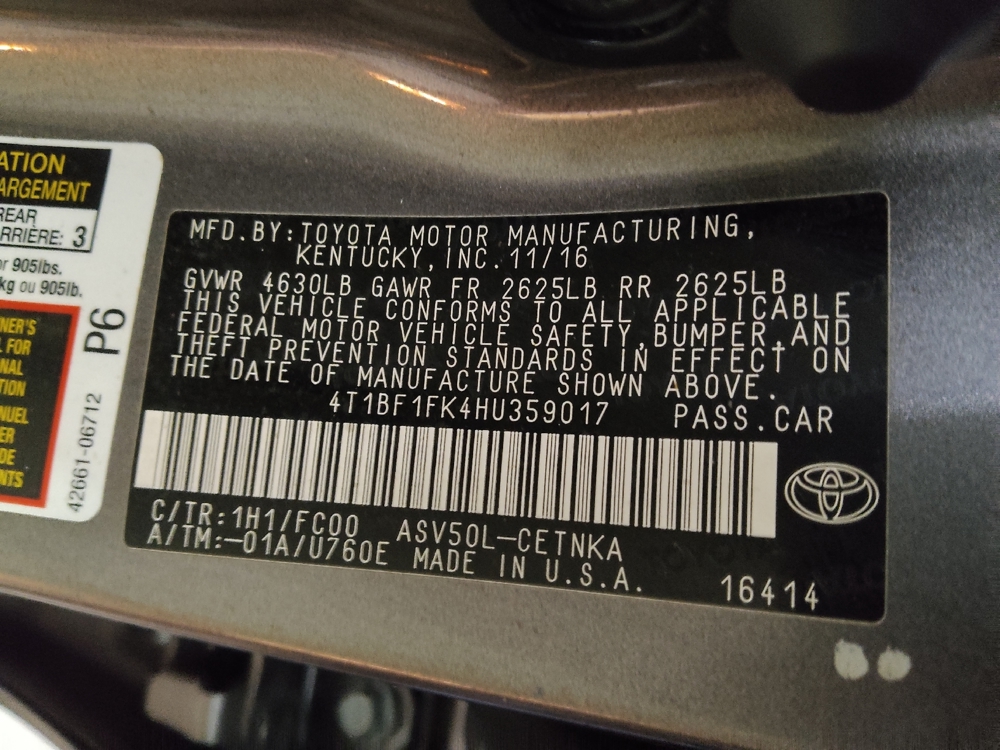 ATION
ARGEMENT
REAR
RRIÈRE: 3
or 905lbs.
kg ou 905lb.
NER'S
L FOR
NAL
TION
NUEL
ER
DE
NTS
P6
42661-06712
MFD.BY:TOYOTA MOTOR MANUFACTURING,
KENTUCKY,INC.11/16
GVWR 4630LB GAWR FR 2625LB RR 2625LB
THIS VEHICLE CONFORMS TO ALL APPLICABLE
FEDERAL MOTOR VEHICLE SAFETY,BUMPER,AND
THEFT PREVENTION STANDARDS IN EFFECT ON
THE DATE OF MANUFACTURE SHOWN ABOVE.
4T1BF1FK4HU359017 PASS.CAR
C/TR:1H1/FC00 ASV50L-CETNKA
A/TM:-01A/U760E MADE IN U.S.A.
16414